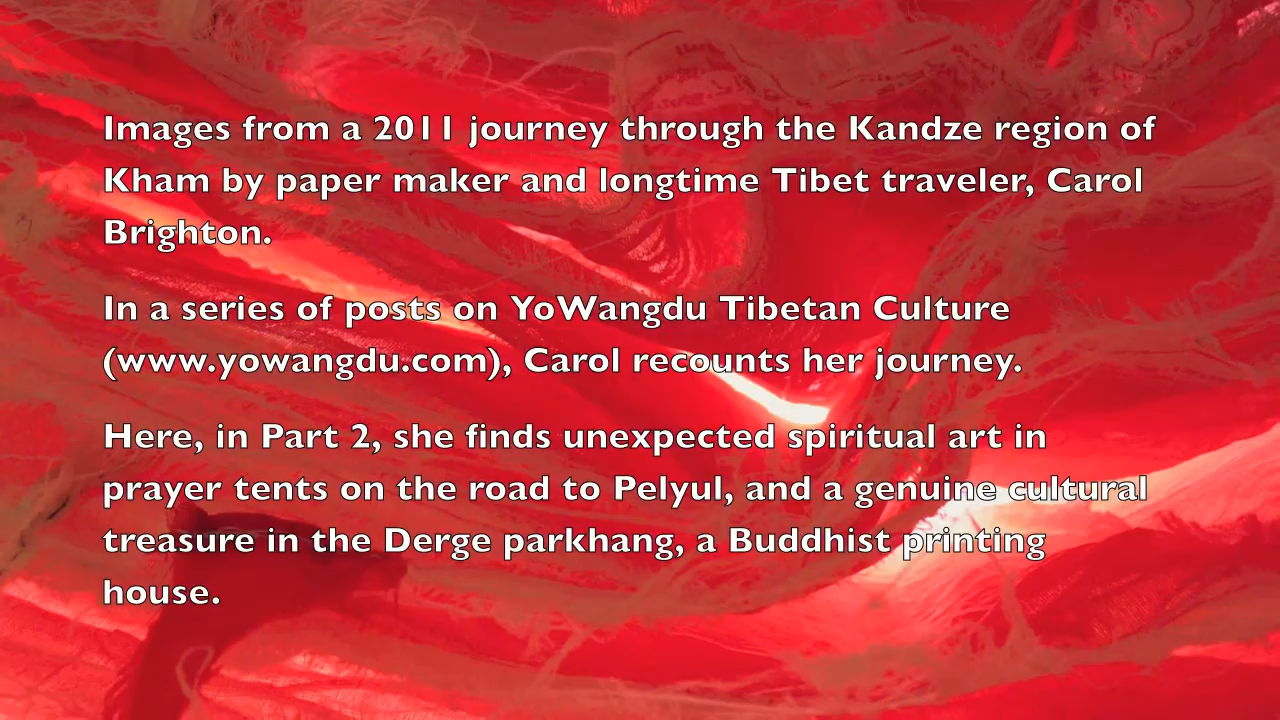 Images from a 2011 journey through the Kandze region of
Kham by paper maker and longtime Tibet traveler, Carol
Brighton.
In a series of posts on YoWangdu Tibetan Culture
(www.yowangdu.com), Carol recounts her journey.
Here, in Part 2, she finds unexpected spiritual art in
prayer tents on the road to Pelyul, and a genuine cultural
treasure in the Derge parkhang, a Buddhist printing
house.